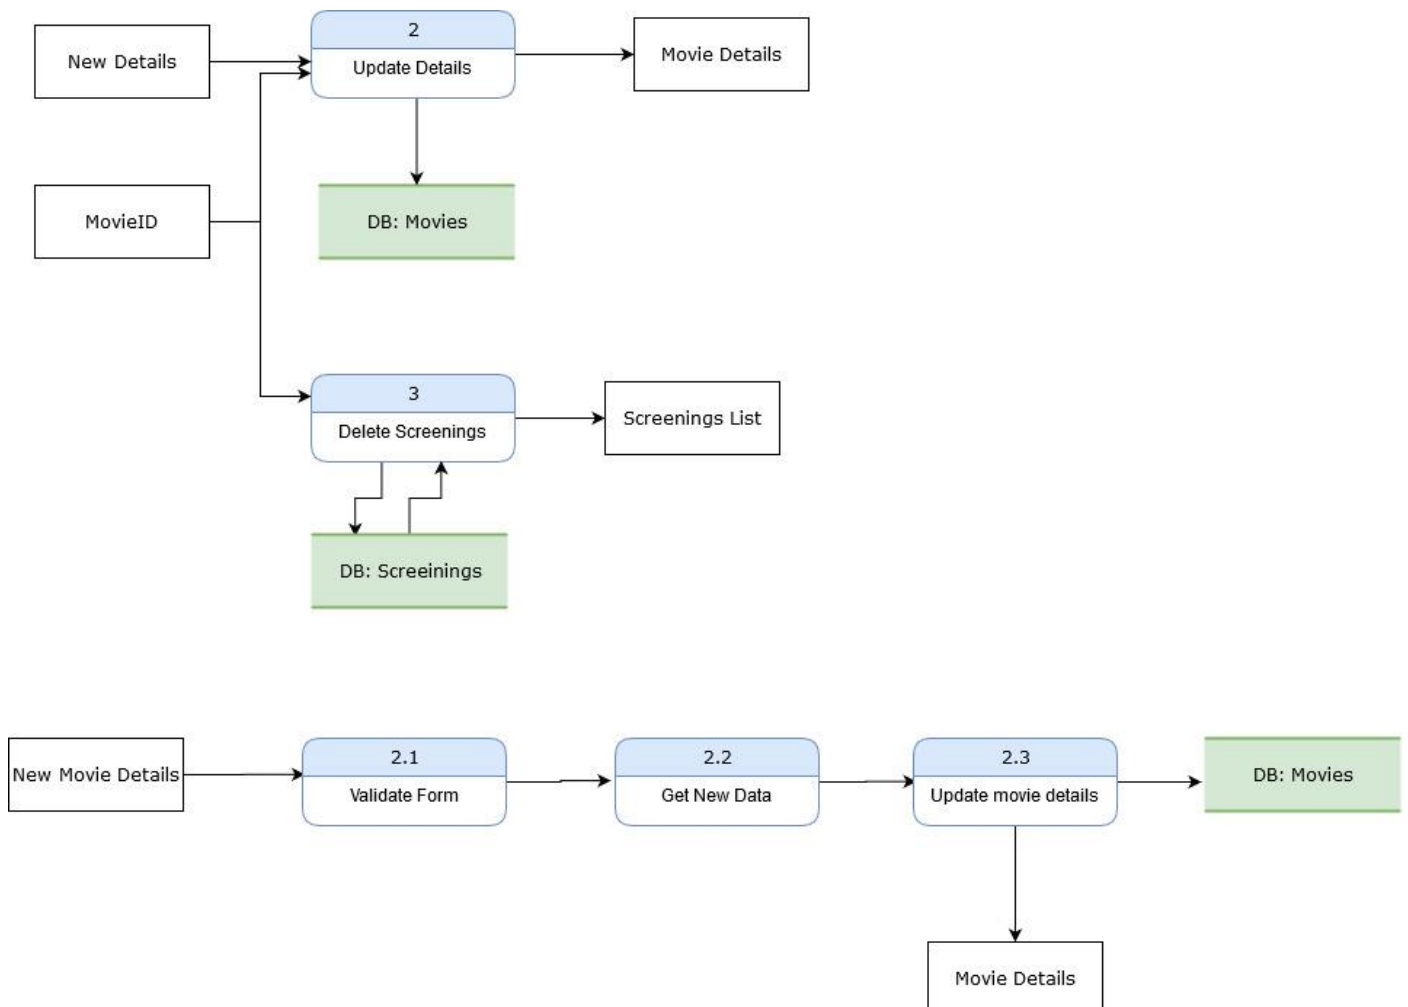 2
New Details
Update Details
Movie Details
MovieID
DB: Movies
3
Delete Screenings
Screenings List
DB: Screeinings
2.1
2.2
2.3
New Movie Details
Validate Form
Get New Data
Update movie details
DB: Movies
Movie Details